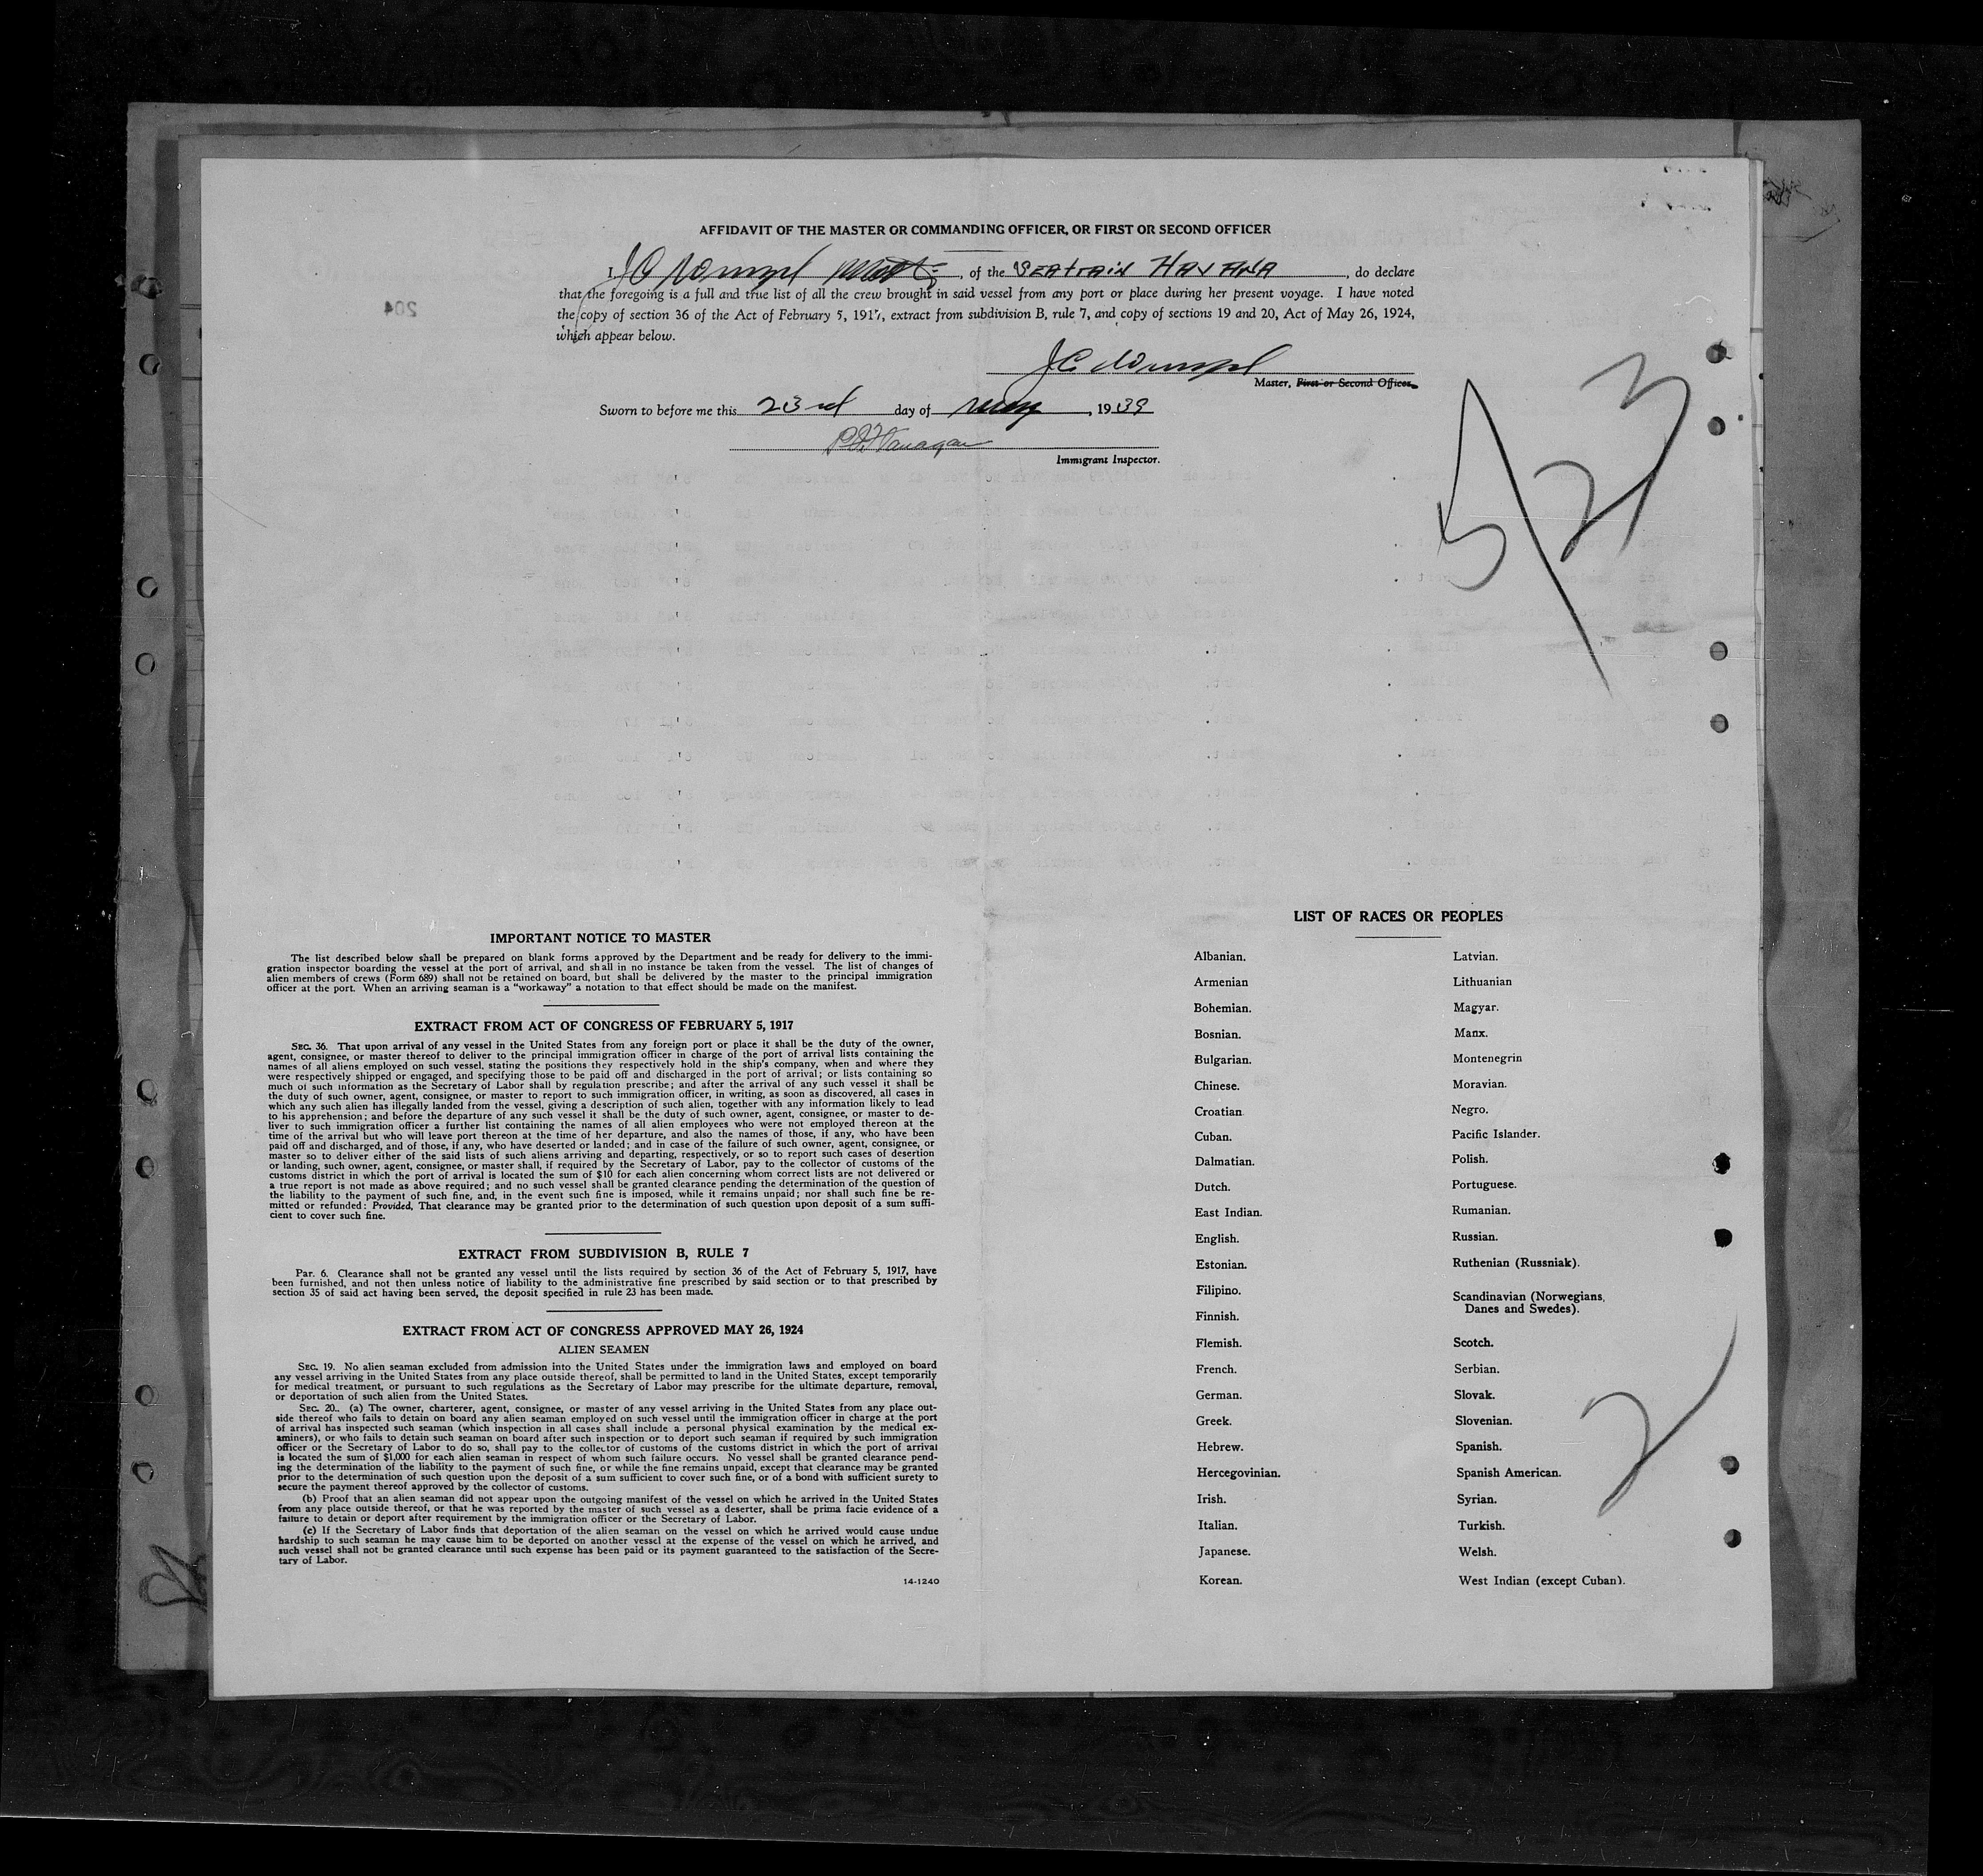 AFFIDAVIT OF THE MASTER OR COMMANDING OFFICER, OR FIRST OR SECOND OFFICER
I, , of the SEATRAIN HAVANA, do declare
that the foregoing is a full and true list of all the crew brought in said vessel from any port or place during her present voyage. I have noted
the copy of section 36 of the Act of February 5, 1917, extract from subdivision B, rule 7, and copy of sections 19 and 20, Act of May 26, 1924,
which appear below.
Master, First or Second Officer.
Sworn to before me this 23rd day of May, 1939
Immigrant Inspector.
5/23
204
IMPORTANT NOTICE TO MASTER
The list described below shall be prepared on blank forms approved by the Department and be ready for delivery to the immi-
gration inspector boarding the vessel at the port of arrival, and shall in no instance be taken from the vessel. The list of changes of
alien members of crews (Form 689) shall not be retained on board, but shall be delivered by the master to the principal immigration
officer at the port. When an arriving seaman is a "workaway" a notation to that effect should be made on the manifest.
EXTRACT FROM ACT OF CONGRESS OF FEBRUARY 5, 1917
SEC. 36. That upon arrival of any vessel in the United States from any foreign port or place it shall be the duty of the owner,
agent, consignee, or master thereof to deliver to the principal immigration officer in charge of the port of arrival lists containing the
names of all aliens employed on such vessel, stating the positions they respectively hold in the ship's company, when and where they
were respectively shipped or engaged, and specifying those to be paid off and discharged in the port of arrival; or lists containing so
much of such information as the Secretary of Labor shall by regulation prescribe; and after the arrival of any such vessel it shall be
the duty of such owner, agent, consignee, or master to report to such immigration officer, in writing, as soon as discovered, all cases in
which any such alien has illegally landed from the vessel, giving a description of such alien, together with any information likely to lead
to his apprehension; and before the departure of any such vessel it shall be the duty of such owner, agent, consignee, or master to de-
liver to such immigration officer a further list containing the names of all alien employees who were not employed thereon at the
time of the arrival but who will leave port thereon at the time of her departure, and also the names of those, if any, who have been
paid off and discharged, and of those, if any, who have deserted or landed; and in case of the failure of such owner, agent, consignee, or
master so to deliver either of the said lists of such aliens arriving and departing, respectively, or so to report such cases of desertion
or landing, such owner, agent, consignee, or master shall, if required by the Secretary of Labor, pay to the collector of customs of the
customs district in which the port of arrival is located the sum of $10 for each alien concerning whom correct lists are not delivered or
a true report is not made as above required; and no such vessel shall be granted clearance pending the determination of the question of
the liability to the payment of such fine, and, in the event such fine is imposed, while it remains unpaid; nor shall such fine be re-
mitted or refunded: Provided, That clearance may be granted prior to the determination of such question upon deposit of a sum suffi-
cient to cover such fine.
EXTRACT FROM SUBDIVISION B, RULE 7
Par. 6. Clearance shall not be granted any vessel until the lists required by section 36 of the Act of February 5, 1917, have
been furnished, and not then unless notice of liability to the administrative fine prescribed by said section or to that prescribed by
section 35 of said act having been served, the deposit specified in rule 23 has been made.
EXTRACT FROM ACT OF CONGRESS APPROVED MAY 26, 1924
ALIEN SEAMEN
SEC. 19. No alien seaman excluded from admission into the United States under the immigration laws and employed on board
any vessel arriving in the United States from any place outside thereof, shall be permitted to land in the United States, except temporarily
for medical treatment, or pursuant to such regulations as the Secretary of Labor may prescribe for the ultimate departure, removal,
or deportation of such alien from the United States.
SEC. 20. (a) The owner, charterer, agent, consignee, or master of any vessel arriving in the United States from any place out-
side thereof who fails to detain on board any alien seaman employed on such vessel until the immigration officer in charge at the port
of arrival has inspected such seaman (which inspection in all cases shall include a personal physical examination by the medical ex-
aminers), or who fails to detain such seaman on board after such inspection or to deport such seaman if required by such immigration
officer or the Secretary of Labor to do so, shall pay to the collector of customs of the customs district in which the port of arrival
is located the sum of $1,000 for each alien seaman in respect of whom such failure occurs. No vessel shall be granted clearance pend-
ing the determination of the liability to the payment of such fine, or while the fine remains unpaid, except that clearance may be granted
prior to the determination of such question upon the deposit of a sum sufficient to cover such fine, or of a bond with sufficient surety to
secure the payment thereof approved by the collector of customs.
(b) Proof that an alien seaman did not appear upon the outgoing manifest of the vessel on which he arrived in the United States
from any place outside thereof, or that he was reported by the master of such vessel as a deserter, shall be prima facie evidence of a
failure to detain or deport after requirement by the immigration officer or the Secretary of Labor.
(c) If the Secretary of Labor finds that deportation of the alien seaman on the vessel on which he arrived would cause undue
hardship to such seaman he may cause him to be deported on another vessel at the expense of the vessel on which he arrived, and
such vessel shall not be granted clearance until such expense has been paid or its payment guaranteed to the satisfaction of the Secre-
tary of Labor.
14-1240
LIST OF RACES OR PEOPLES
Albanian.
Armenian
Bohemian.
Bosnian.
Bulgarian.
Chinese.
Croatian
Cuban.
Dalmatian.
Dutch.
East Indian.
English.
Estonian.
Filipino.
Finnish.
Flemish.
French.
German.
Greek.
Hebrew.
Hercegovinian.
Irish.
Italian.
Japanese.
Korean.
Latvian.
Lithuanian
Magyar.
Manx.
Montenegrin
Moravian.
Negro.
Pacific Islander.
Polish.
Portuguese.
Rumanian.
Russian.
Ruthenian (Russniak).
Scandinavian (Norwegians,
Danes and Swedes).
Scotch.
Serbian.
Slovak.
Slovenian.
Spanish.
Spanish American.
Syrian.
Turkish.
Welsh.
West Indian (except Cuban).
2